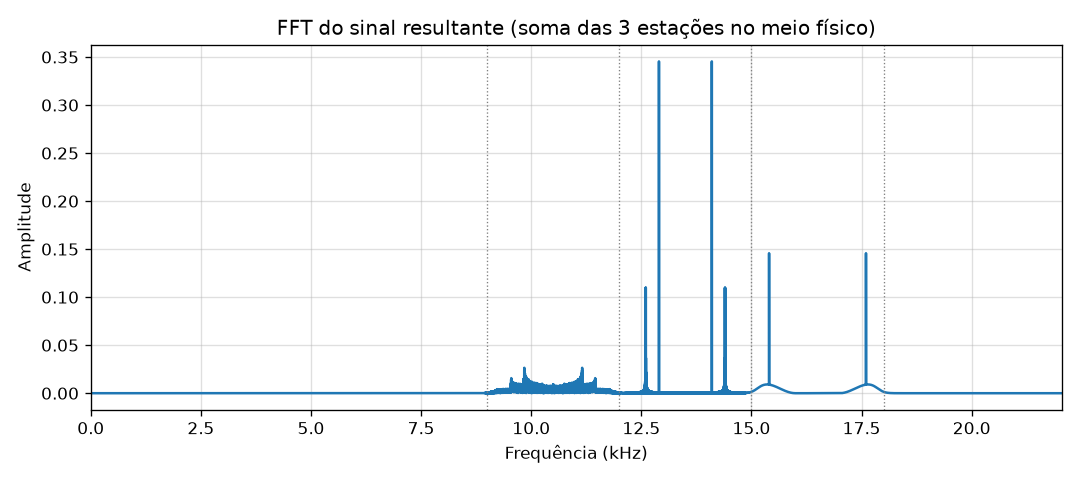 FFT do sinal resultante (soma das 3 estações no meio físico)
Amplitude
0.35
0.30
0.25
0.20
0.15
0.10
0.05
0.00
0.0 2.5 5.0 7.5 10.0 12.5 15.0 17.5 20.0
Frequência (kHz)